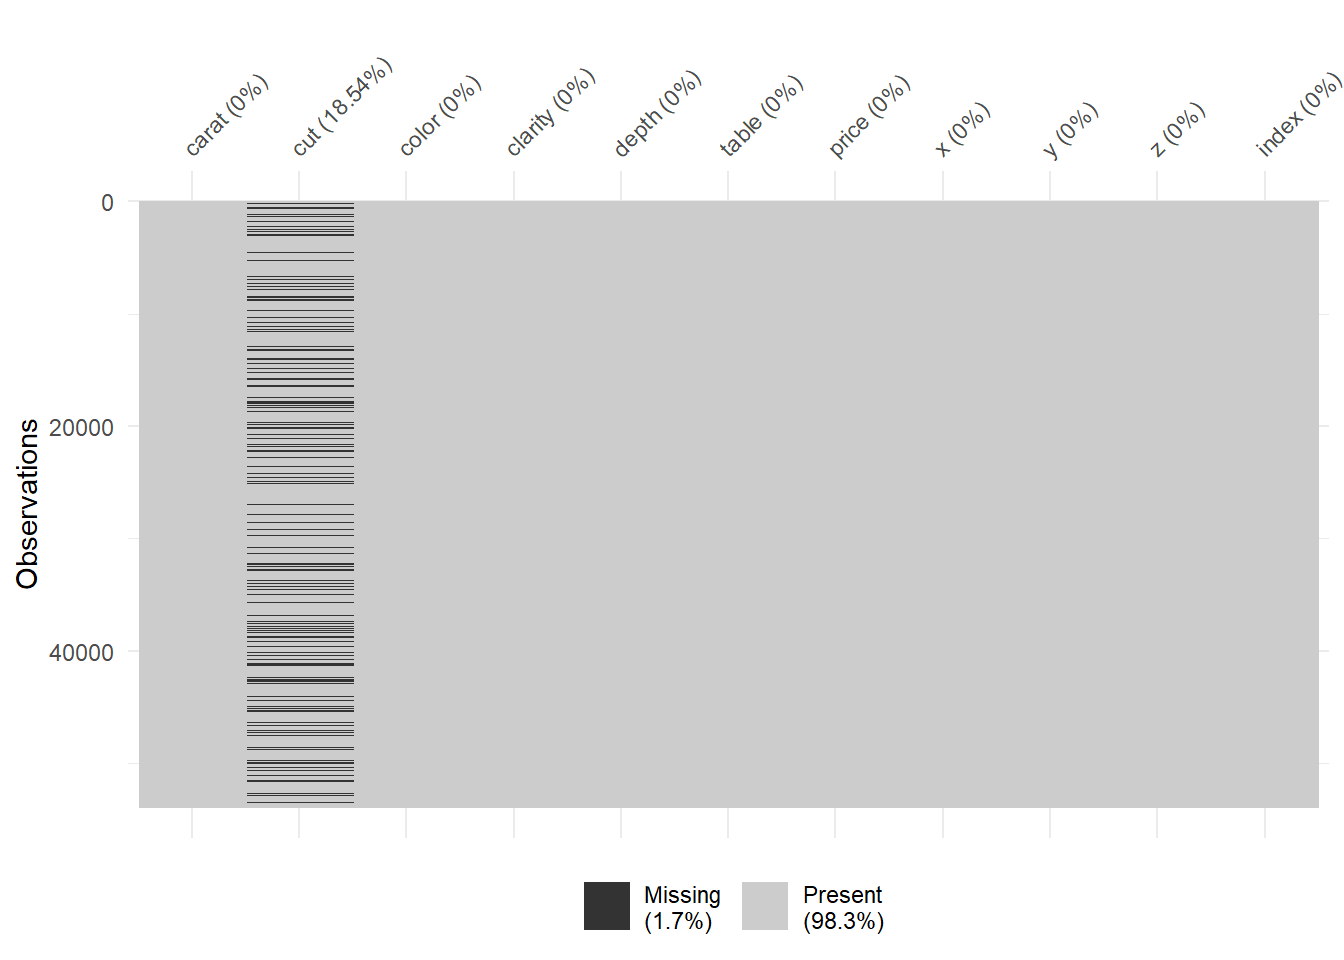 carat (0%)
cut (18.54%)
color (0%)
clarity (0%)
depth (0%)
table (0%)
price (0%)
x (0%)
y (0%)
z (0%)
index (0%)
0
20000
40000
Observations
Missing
(1.7%)
Present
(98.3%)